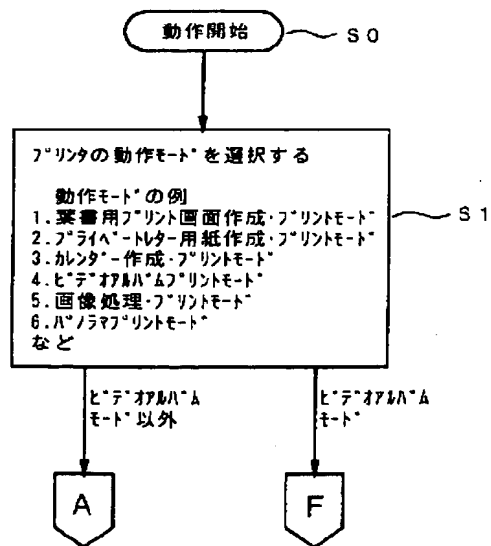 動作開始
S0
プリンタの動作モードを選択する
動作モードの例
1.葉書用プリント画面作成・プリントモード
2.プライベートレター用紙作成・プリントモード
3.カレンダー作成・プリントモード
4.ビデオアルバムプリントモード
5.画像処理・プリントモード
6.パノラマプリントモード
など
S1
ビデオアルバム
モード以外
ビデオアルバム
モード
A
F